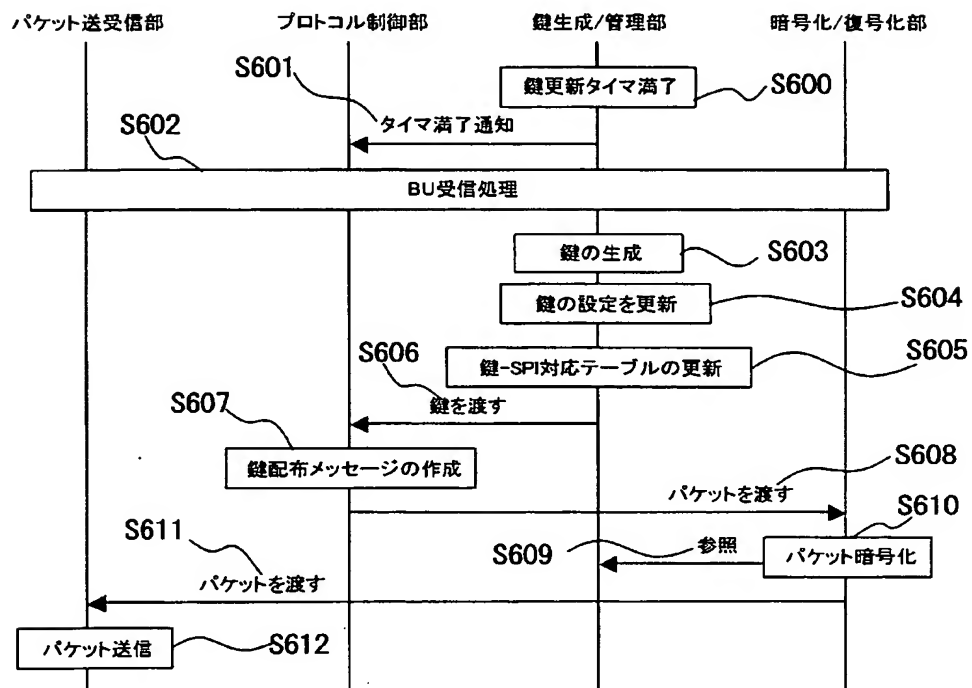 パケット送受信部
プロトコル制御部
鍵生成/管理部
暗号化/復号化部
S601
鍵更新タイマ満了
S600
タイマ満了通知
S602
BU受信処理
鍵の生成
S603
鍵の設定を更新
S604
鍵-SPI対応テーブルの更新
S605
S606
鍵を渡す
S607
鍵配布メッセージの作成
S608
パケットを渡す
S610
S611
S609
参照
パケット暗号化
パケットを渡す
パケット送信
S612